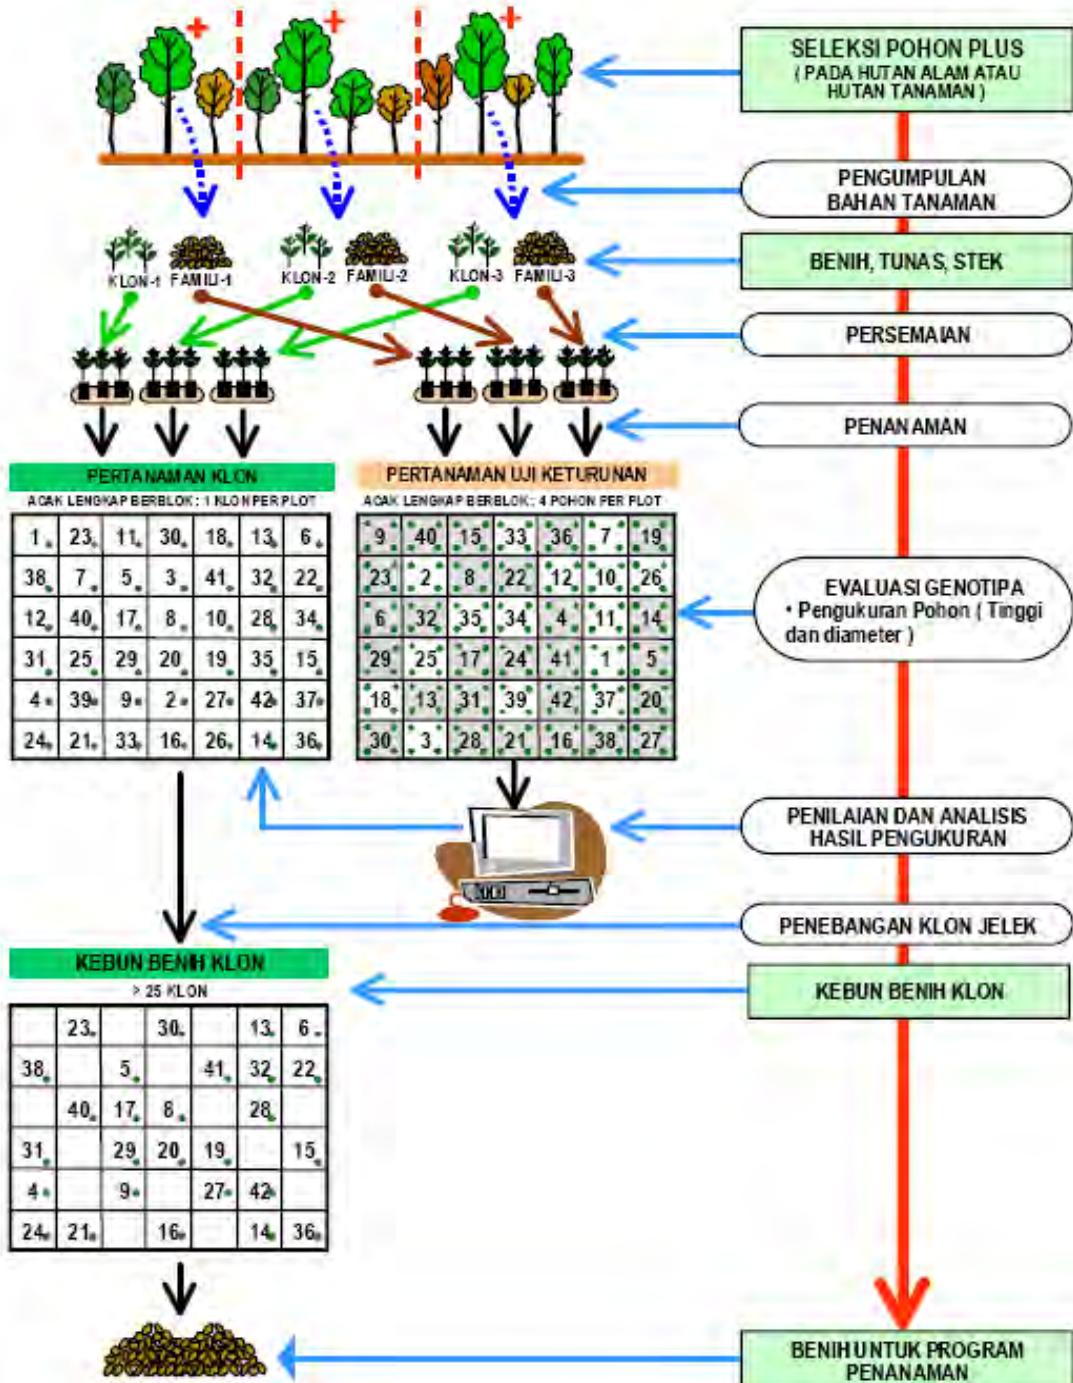 SELEKSI POHON PLUS
( PADA HUTAN ALAM ATAU
HUTAN TANAMAN )
PENGUMPULAN
BAHAN TANAMAN
KLON-1 FAMILI-1 KLON-2 FAMILI-2 KLON-3 FAMILI-3
BENIH, TUNAS, STEK
PERSEMAIAN
PENANAMAN
PERTANAMAN KLON
ACAK LENGKAP BERBLOK : 1 KLON PER PLOT
1 23 11 30 18 13 6
38 7 5 3 41 32 22
12 40 17 8 10 28 34
31 25 29 20 19 35 15
4 39 9 2 27 42 37
24 21 33 16 26 14 36
PERTANAMAN UJI KETURUNAN
ACAK LENGKAP BERBLOK : 4 POHON PER PLOT
9 40 15 33 36 7 19
23 2 8 22 12 10 26
6 32 35 34 4 11 14
29 25 17 24 41 1 5
18 13 31 39 42 37 20
30 3 28 21 16 38 27
EVALUASI GENOTIPA
• Pengukuran Pohon ( Tinggi
dan diameter )
PENILAIAN DAN ANALISIS
HASIL PENGUKURAN
PENEBANGAN KLON JELEK
KEBUN BENIH KLON
> 25 KLON
23 30 13 6
38 5 41 32 22
40 17 8 28
31 29 20 19 15
4 9 27 42
24 21 16 14 36
KEBUN BENIH KLON
BENIH UNTUK PROGRAM
PENANAMAN